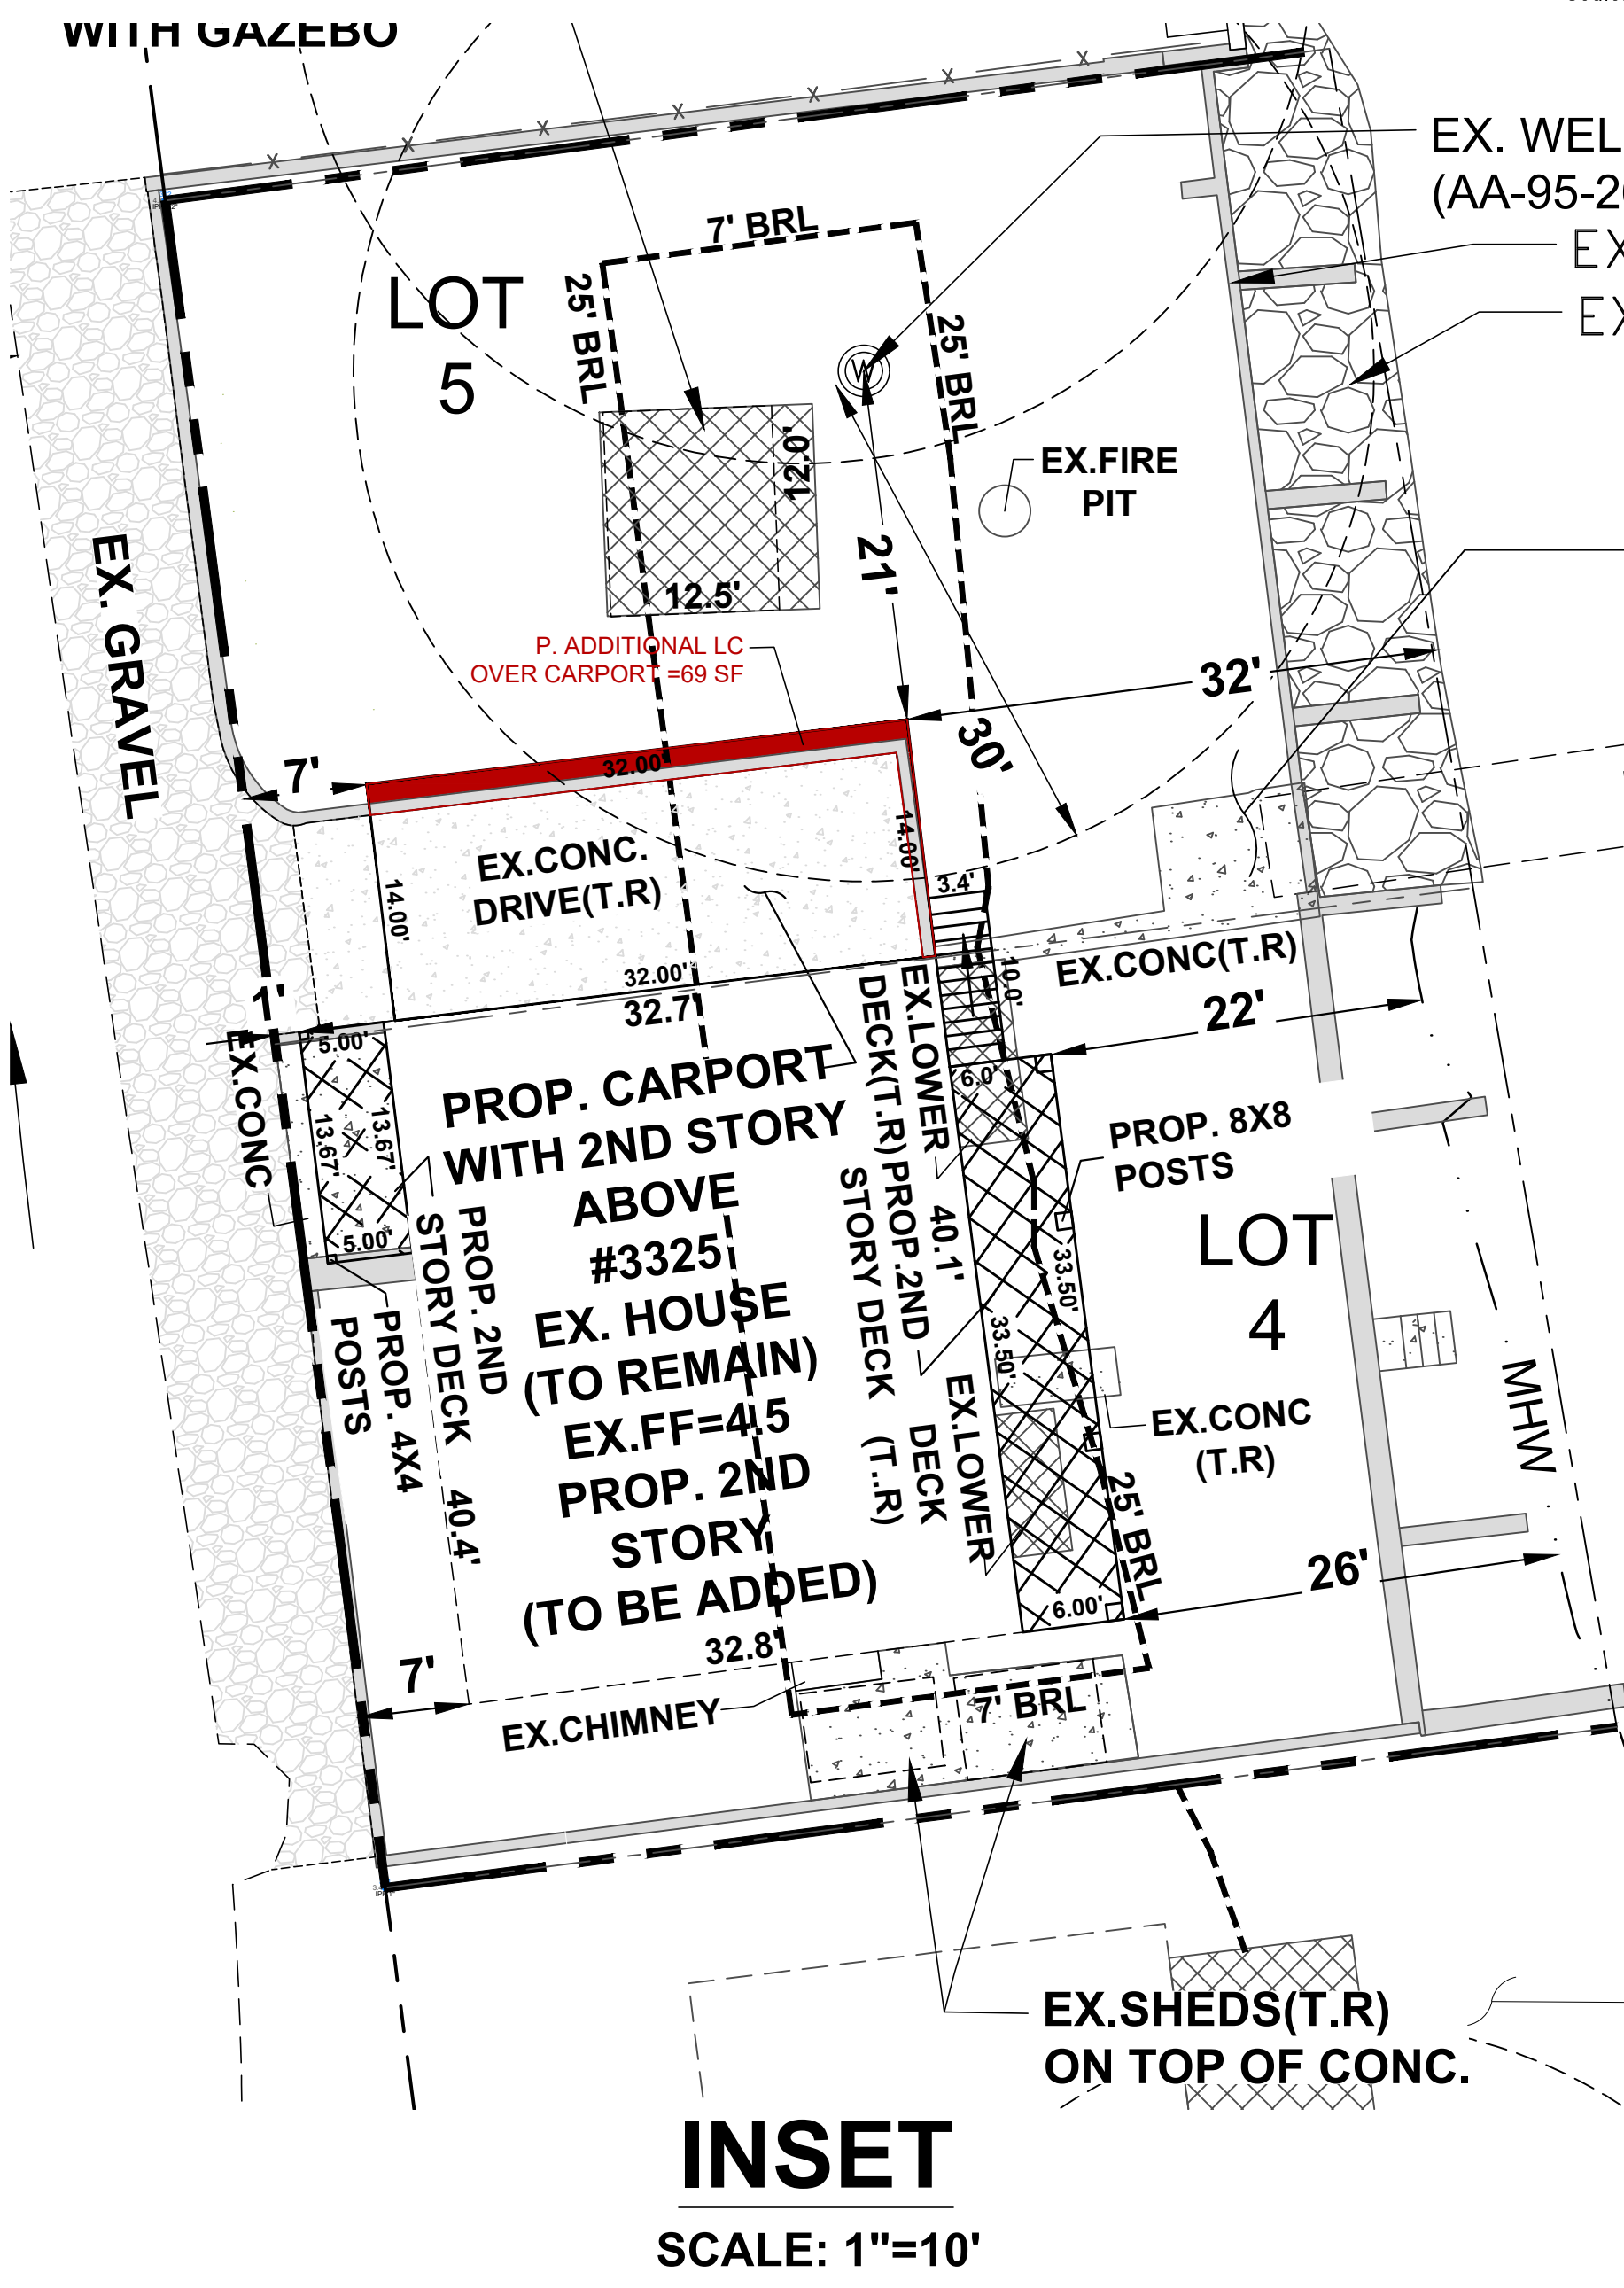 WITH GAZEBO
EX. WEL
(AA-95-2
EX
EX
7' BRL
LOT
5
25' BRL
25' BRL
W
12.0'
12.5'
EX.FIRE
PIT
21'
EX. GRAVEL
P. ADDITIONAL LC
OVER CARPORT =69 SF
32'
30'
7'
32.00'
14.00'
EX.CONC.
DRIVE(T.R)
14.00'
3.4'
32.00'
32.7'
10.0'
EX.CONC(T.R)
22'
1'
EX.CONC
5.00'
13.67'
13.67'
5.00'
6.0'
EX.LOWER
DECK(T.R)
PROP. CARPORT
WITH 2ND STORY
ABOVE
#3325
EX. HOUSE
(TO REMAIN)
EX.FF=4.5
PROP. 2ND
STORY
(TO BE ADDED)
PROP. 2ND
STORY DECK
PROP. 4X4
POSTS
40.4'
40.1'
PROP.2ND
STORY DECK
PROP. 8X8
POSTS
LOT
4
33.50'
33.50'
EX.LOWER
DECK
(T..R)
EX.CONC
(T.R)
MHW
25' BRL
26'
6.00'
32.8'
7'
EX.CHIMNEY
7' BRL
EX.SHEDS(T.R)
ON TOP OF CONC.
INSET
SCALE: 1"=10'